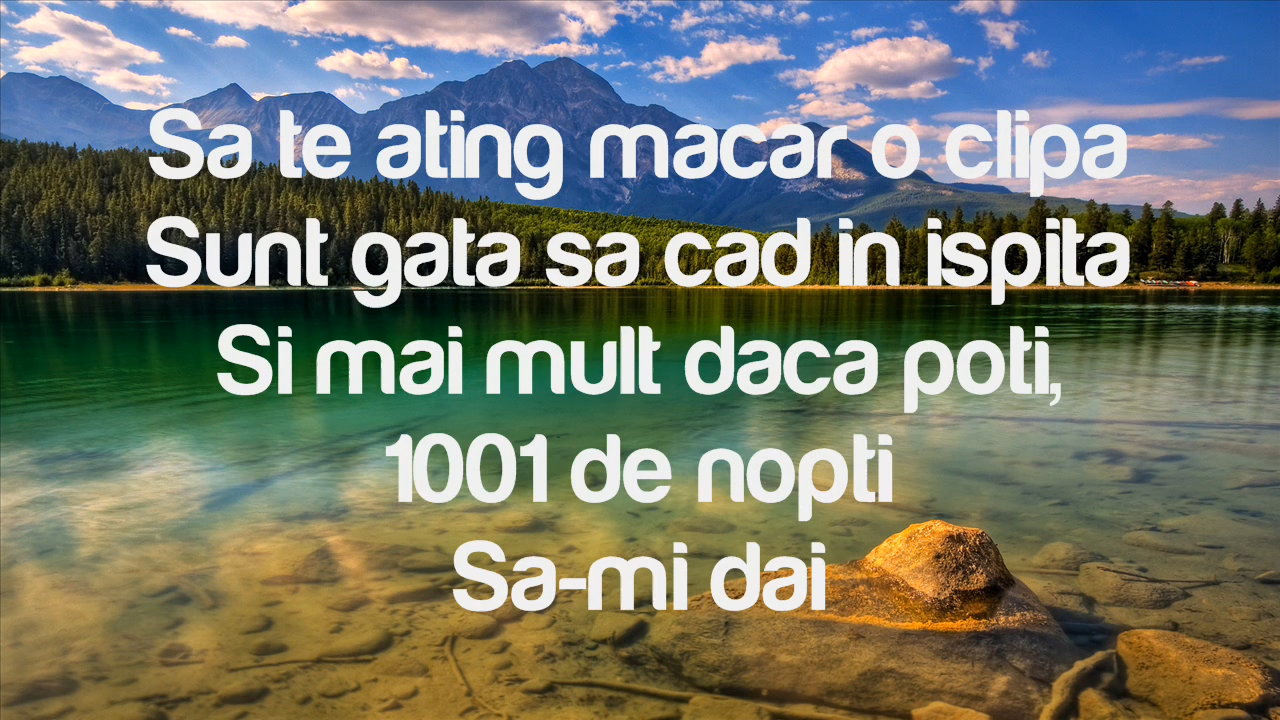 Sa te ating macar o clipa
Sunt gata sa cad in ispita
Si mai mult daca poti,
1001 de nopti
Sa-mi dai